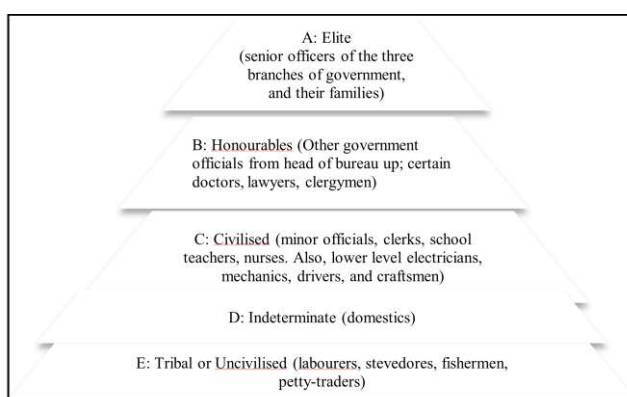 A: Elite
(senior officers of the three
branches of government,
and their families)
B: Honourables (Other government
officials from head of bureau up; certain
doctors, lawyers, clergymen)
C: Civilised (minor officials, clerks, school
teachers, nurses. Also, lower level electricians,
mechanics, drivers, and craftsmen)
D: Indeterminate (domestics)
E: Tribal or Uncivilised (labourers, stevedores, fishermen,
petty-traders)